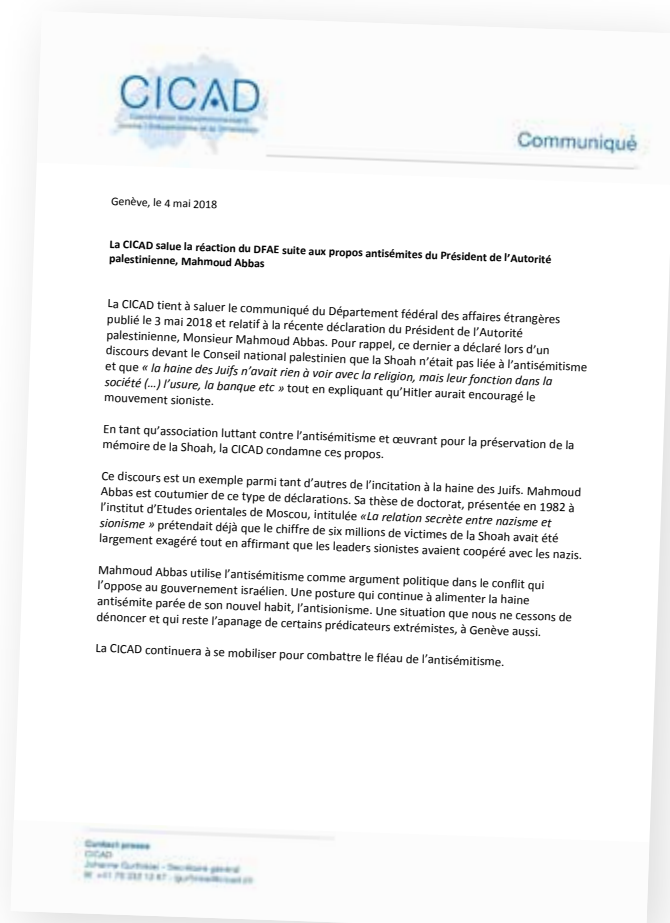 CICAD
Communiqué
Genève, le 4 mai 2018
La CICAD salue la réaction du DFAE suite aux propos antisémites du Président de l'Autorité
palestinienne, Mahmoud Abbas
La CICAD tient à saluer le communiqué du Département fédéral des affaires étrangères
publié le 3 mai 2018 et relatif à la récente déclaration du Président de l'Autorité
palestinienne, Monsieur Mahmoud Abbas. Pour rappel, ce dernier a déclaré lors d'un
discours devant le Conseil national palestinien que la Shoah n'était pas liée à l'antisémitisme
et que « la haine des Juifs n'avait rien à voir avec la religion, mais leur fonction dans la
société (...) l'usure, la banque etc » tout en expliquant qu'Hitler aurait encouragé le
mouvement sioniste.
En tant qu'association luttant contre l'antisémitisme et œuvrant pour la préservation de la
mémoire de la Shoah, la CICAD condamne ces propos.
Ce discours est un exemple parmi tant d'autres de l'incitation à la haine des Juifs. Mahmoud
Abbas est coutumier de ce type de déclarations. Sa thèse de doctorat, présentée en 1982 à
l'institut d'Etudes orientales de Moscou, intitulée «La relation secrète entre nazisme et
sionisme » prétendait déjà que le chiffre de six millions de victimes de la Shoah avait été
largement exagéré tout en affirmant que les leaders sionistes avaient coopéré avec les nazis.
Mahmoud Abbas utilise l'antisémitisme comme argument politique dans le conflit qui
l'oppose au gouvernement israélien. Une posture qui continue à alimenter la haine
antisémite parée de son nouvel habit, l'antisionisme. Une situation que nous ne cessons de
dénoncer et qui reste l'apanage de certains prédicateurs extrémistes, à Genève aussi.
La CICAD continuera à se mobiliser pour combattre le fléau de l'antisémitisme.
Contact presse
CICAD
Secrétaire général